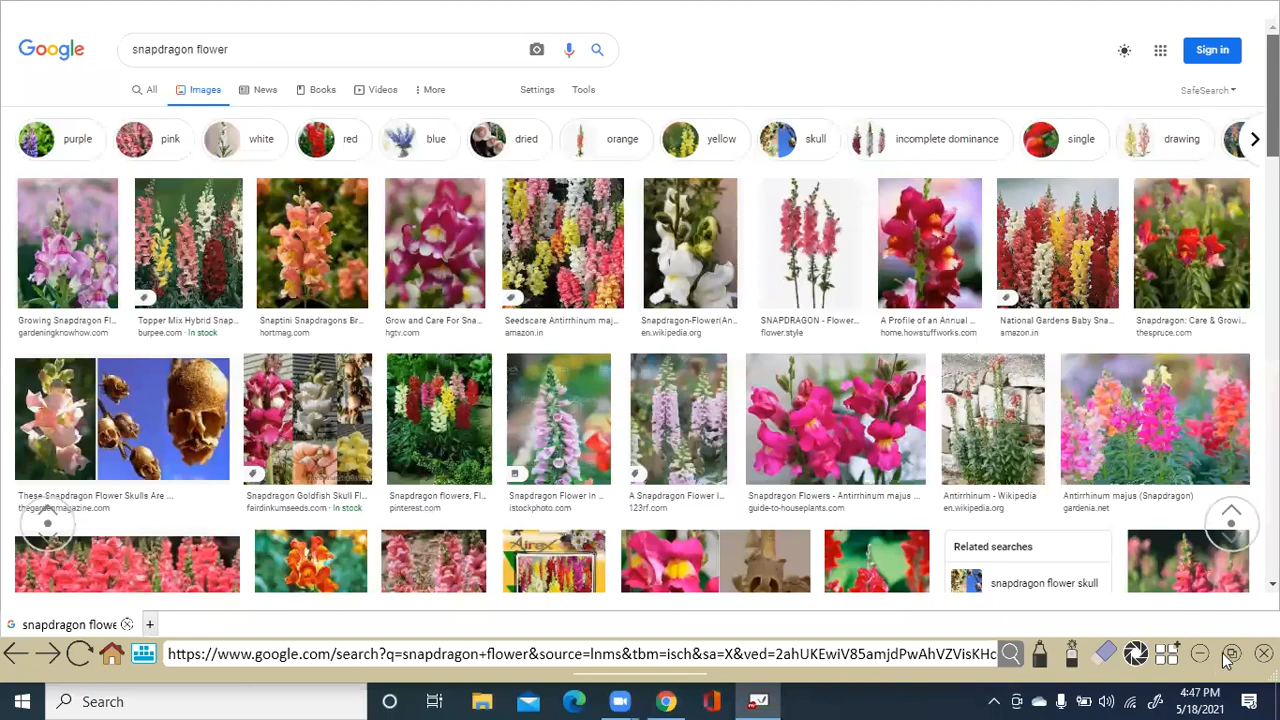 Google
snapdragon flower
Sign in
All
Images
News
Books
Videos
More
Settings
Tools
SafeSearch
purple
pink
white
red
blue
dried
orange
yellow
skull
incomplete dominance
single
drawing
Growing Snapdragon Fl...
gardeningknowhow.com
Topper Mix Hybrid Snap...
burpee.com · In stock
Snaptini Snapdragons Br...
hortmag.com
Grow and Care For Sna...
hgtv.com
Seedscare Antirrhinum maj...
amazon.in
Snapdragon-Flower(An...
en.wikipedia.org
SNAPDRAGON - Flower...
flower.style
A Profile of an Annual ...
home.howstuffworks.com
National Gardens Baby Sna...
amazon.in
Snapdragon: Care & Growi...
thespruce.com
These Snapdragon Flower Skulls Are ...
thegardenmagazine.com
Snapdragon Goldfish Skull Fl...
fairdinkumseeds.com · In stock
Snapdragon flowers, Fl...
pinterest.com
Snapdragon Flower In ...
istockphoto.com
A Snapdragon Flower I...
123rf.com
Snapdragon Flowers - Antirrhinum majus ...
guide-to-houseplants.com
Antirrhinum - Wikipedia
en.wikipedia.org
Antirrhinum majus (Snapdragon)
gardenia.net
Related searches
snapdragon flower skull
snapdragon flowe
https://www.google.com/search?q=snapdragon+flower&source=lnms&tbm=isch&sa=X&ved=2ahUKEwiV85amjdPwAhVZVisKHc
Search
4:47 PM
5/18/2021